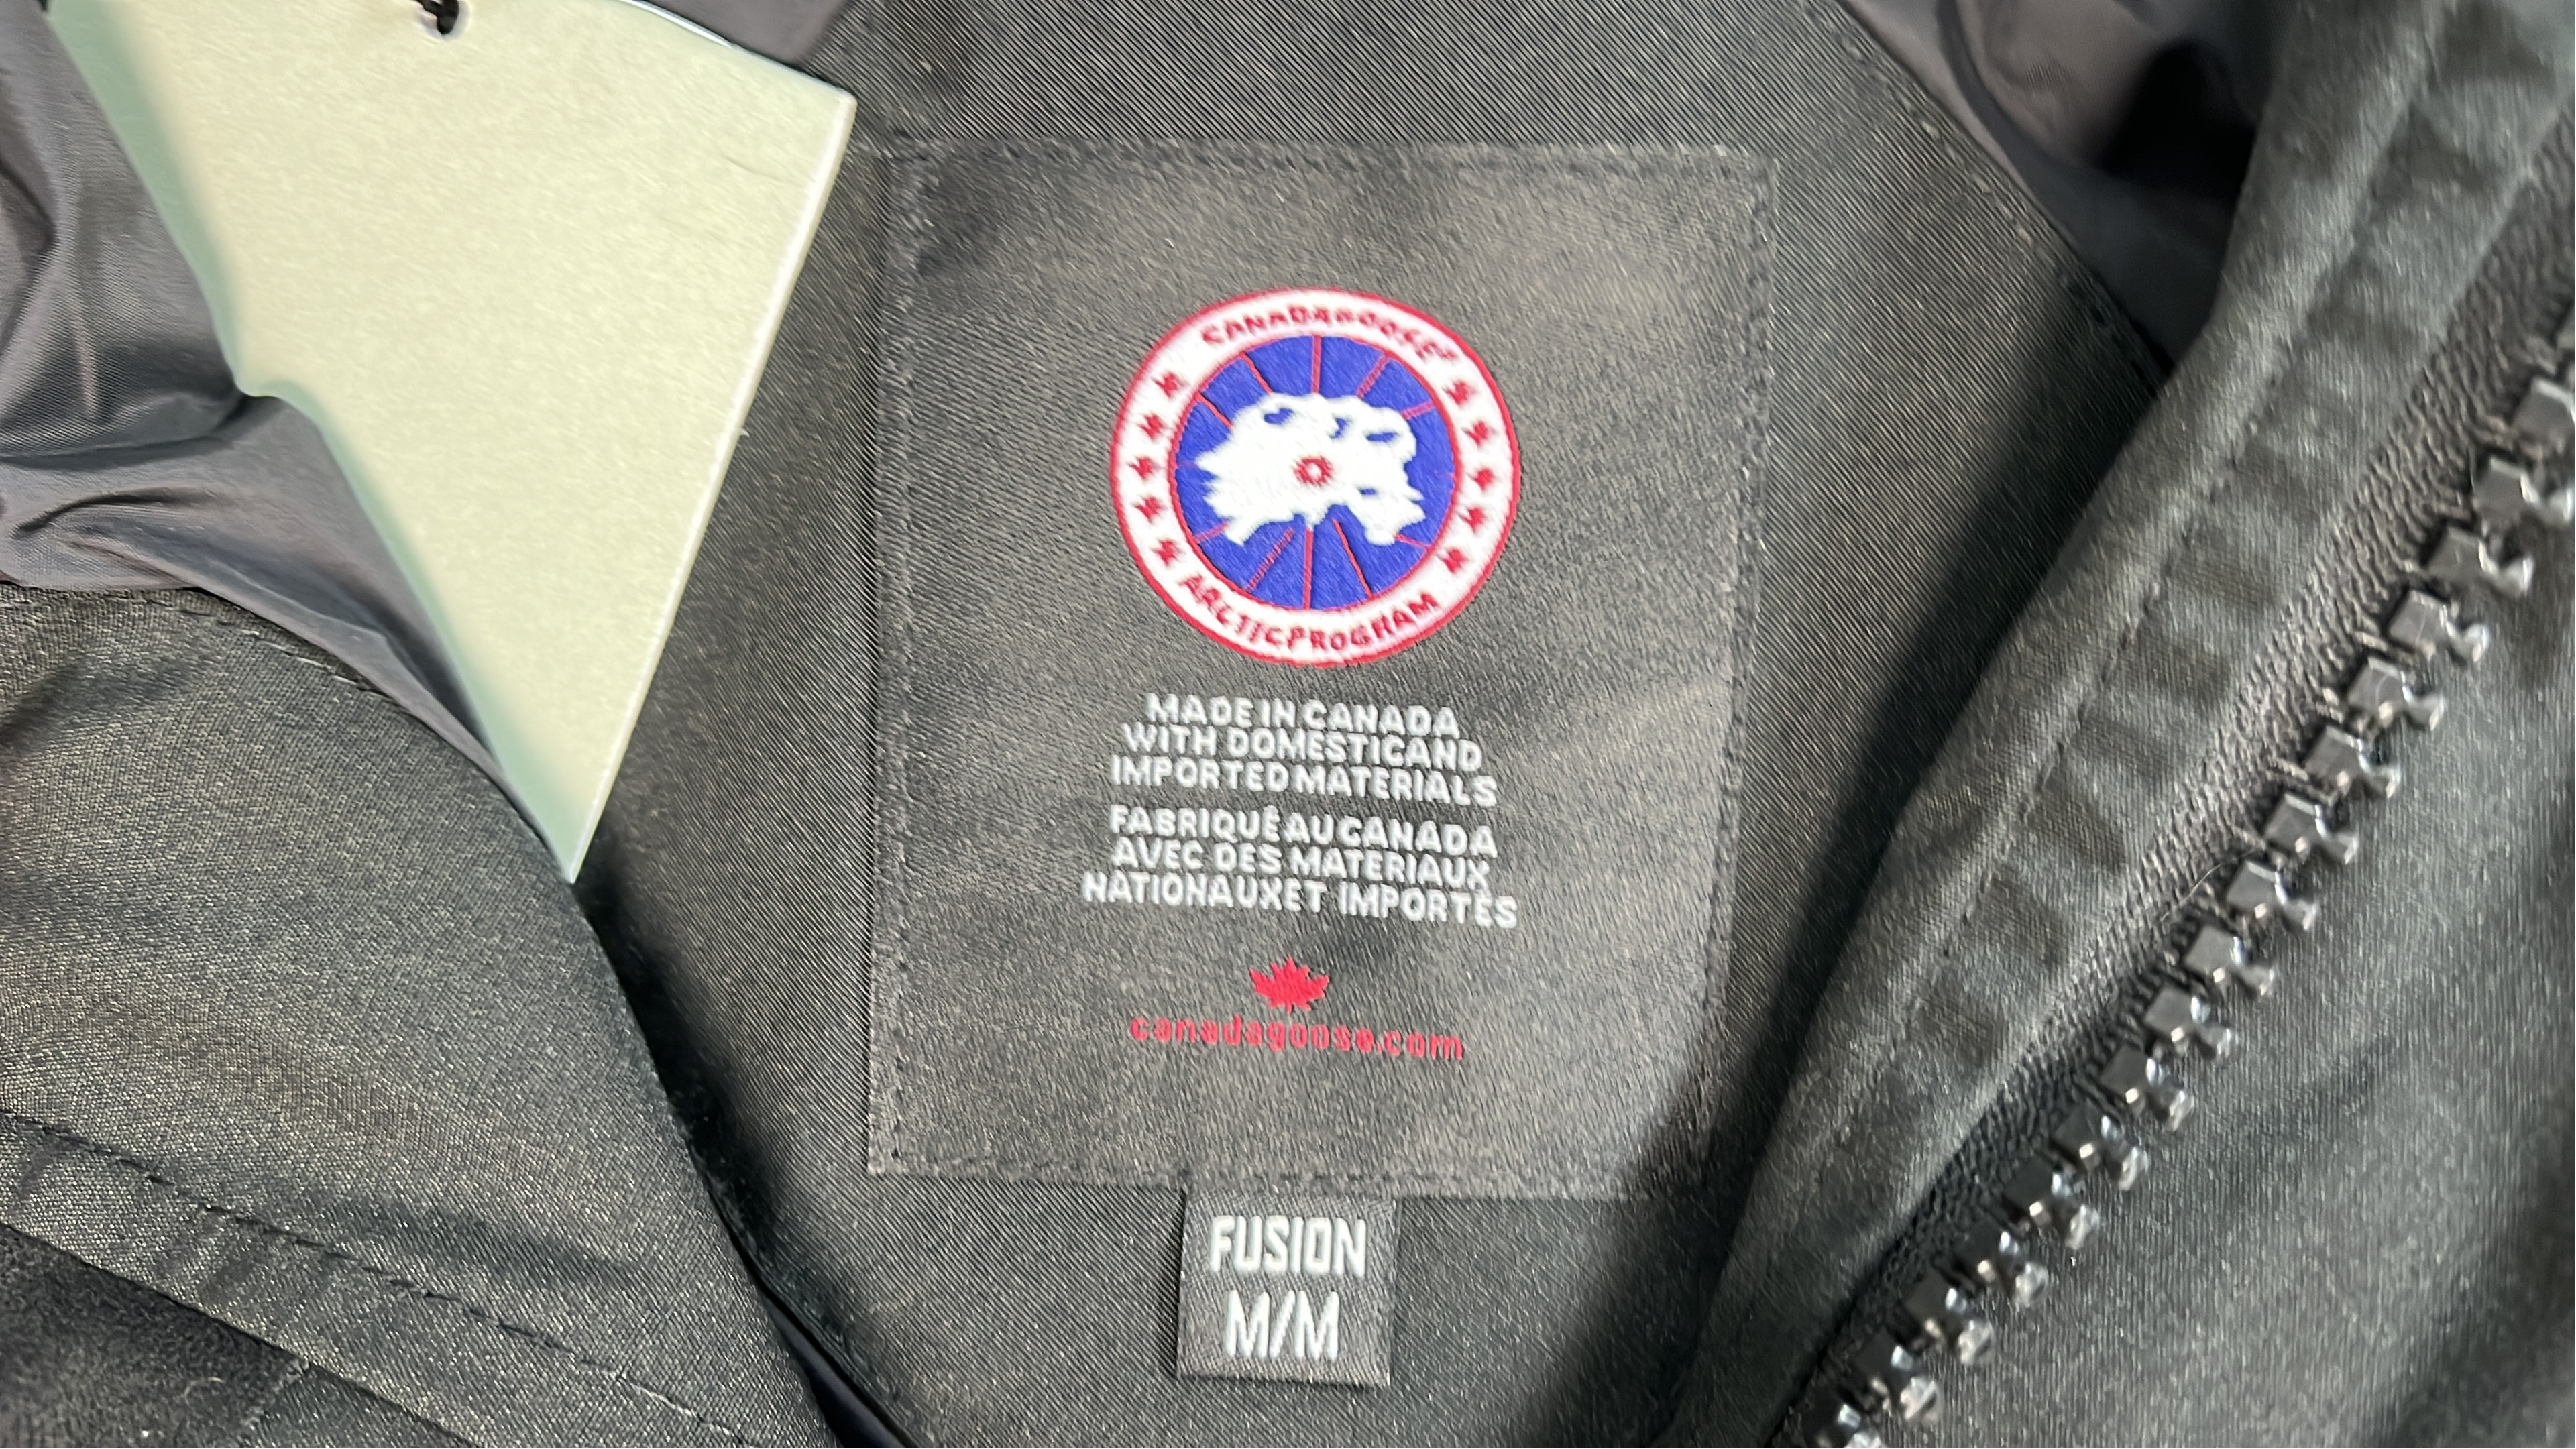 CANADA GOOSE
ARCTIC PROGRAM
MADE IN CANADA
WITH DOMESTIC AND
IMPORTED MATERIALS
FABRIQUÉ AU CANADA
AVEC DES MATERIAUX
NATIONAUX ET IMPORTÉS
canadagoose.com
FUSION
M/M